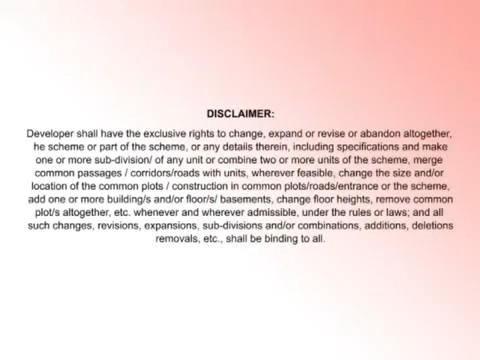 DISCLAIMER:
Developer shall have the exclusive rights to change, expand or revise or abandon altogether,
he scheme or part of the scheme, or any details therein, including specifications and make
one or more sub-division/ of any unit or combine two or more units of the scheme, merge
common passages / corridors/roads with units, wherever feasible, change the size and/or
location of the common plots / construction in common plots/roads/entrance or the scheme,
add one or more building/s and/or floor/s/ basements, change floor heights, remove common
plot/s altogether, etc. whenever and wherever admissible, under the rules or laws; and all
such changes, revisions, expansions, sub-divisions and/or combinations, additions, deletions
removals, etc., shall be binding to all.